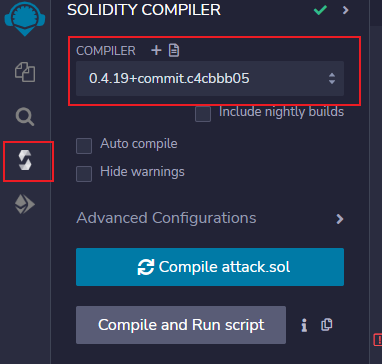 SOLIDITY COMPILER
COMPILER
0.4.19+commit.c4cbbb05
Include nightly builds
Auto compile
Hide warnings
Advanced Configurations
Compile attack.sol
Compile and Run script